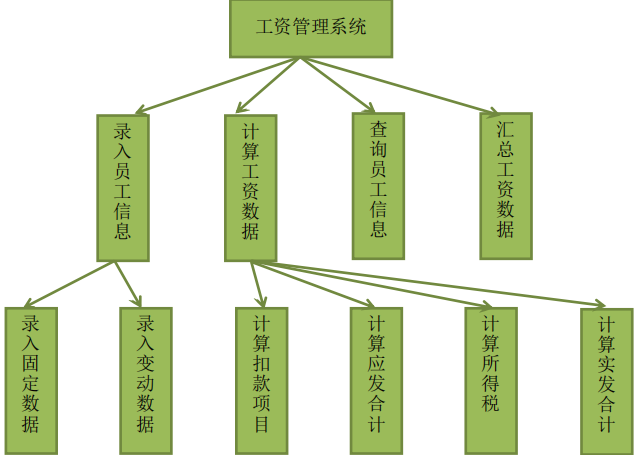 工资管理系统
录入员工信息
计算工资数据
查询员工信息
汇总工资数据
录入固定数据
录入变动数据
计算扣款项目
计算应发合计
计算所得税
计算实发合计